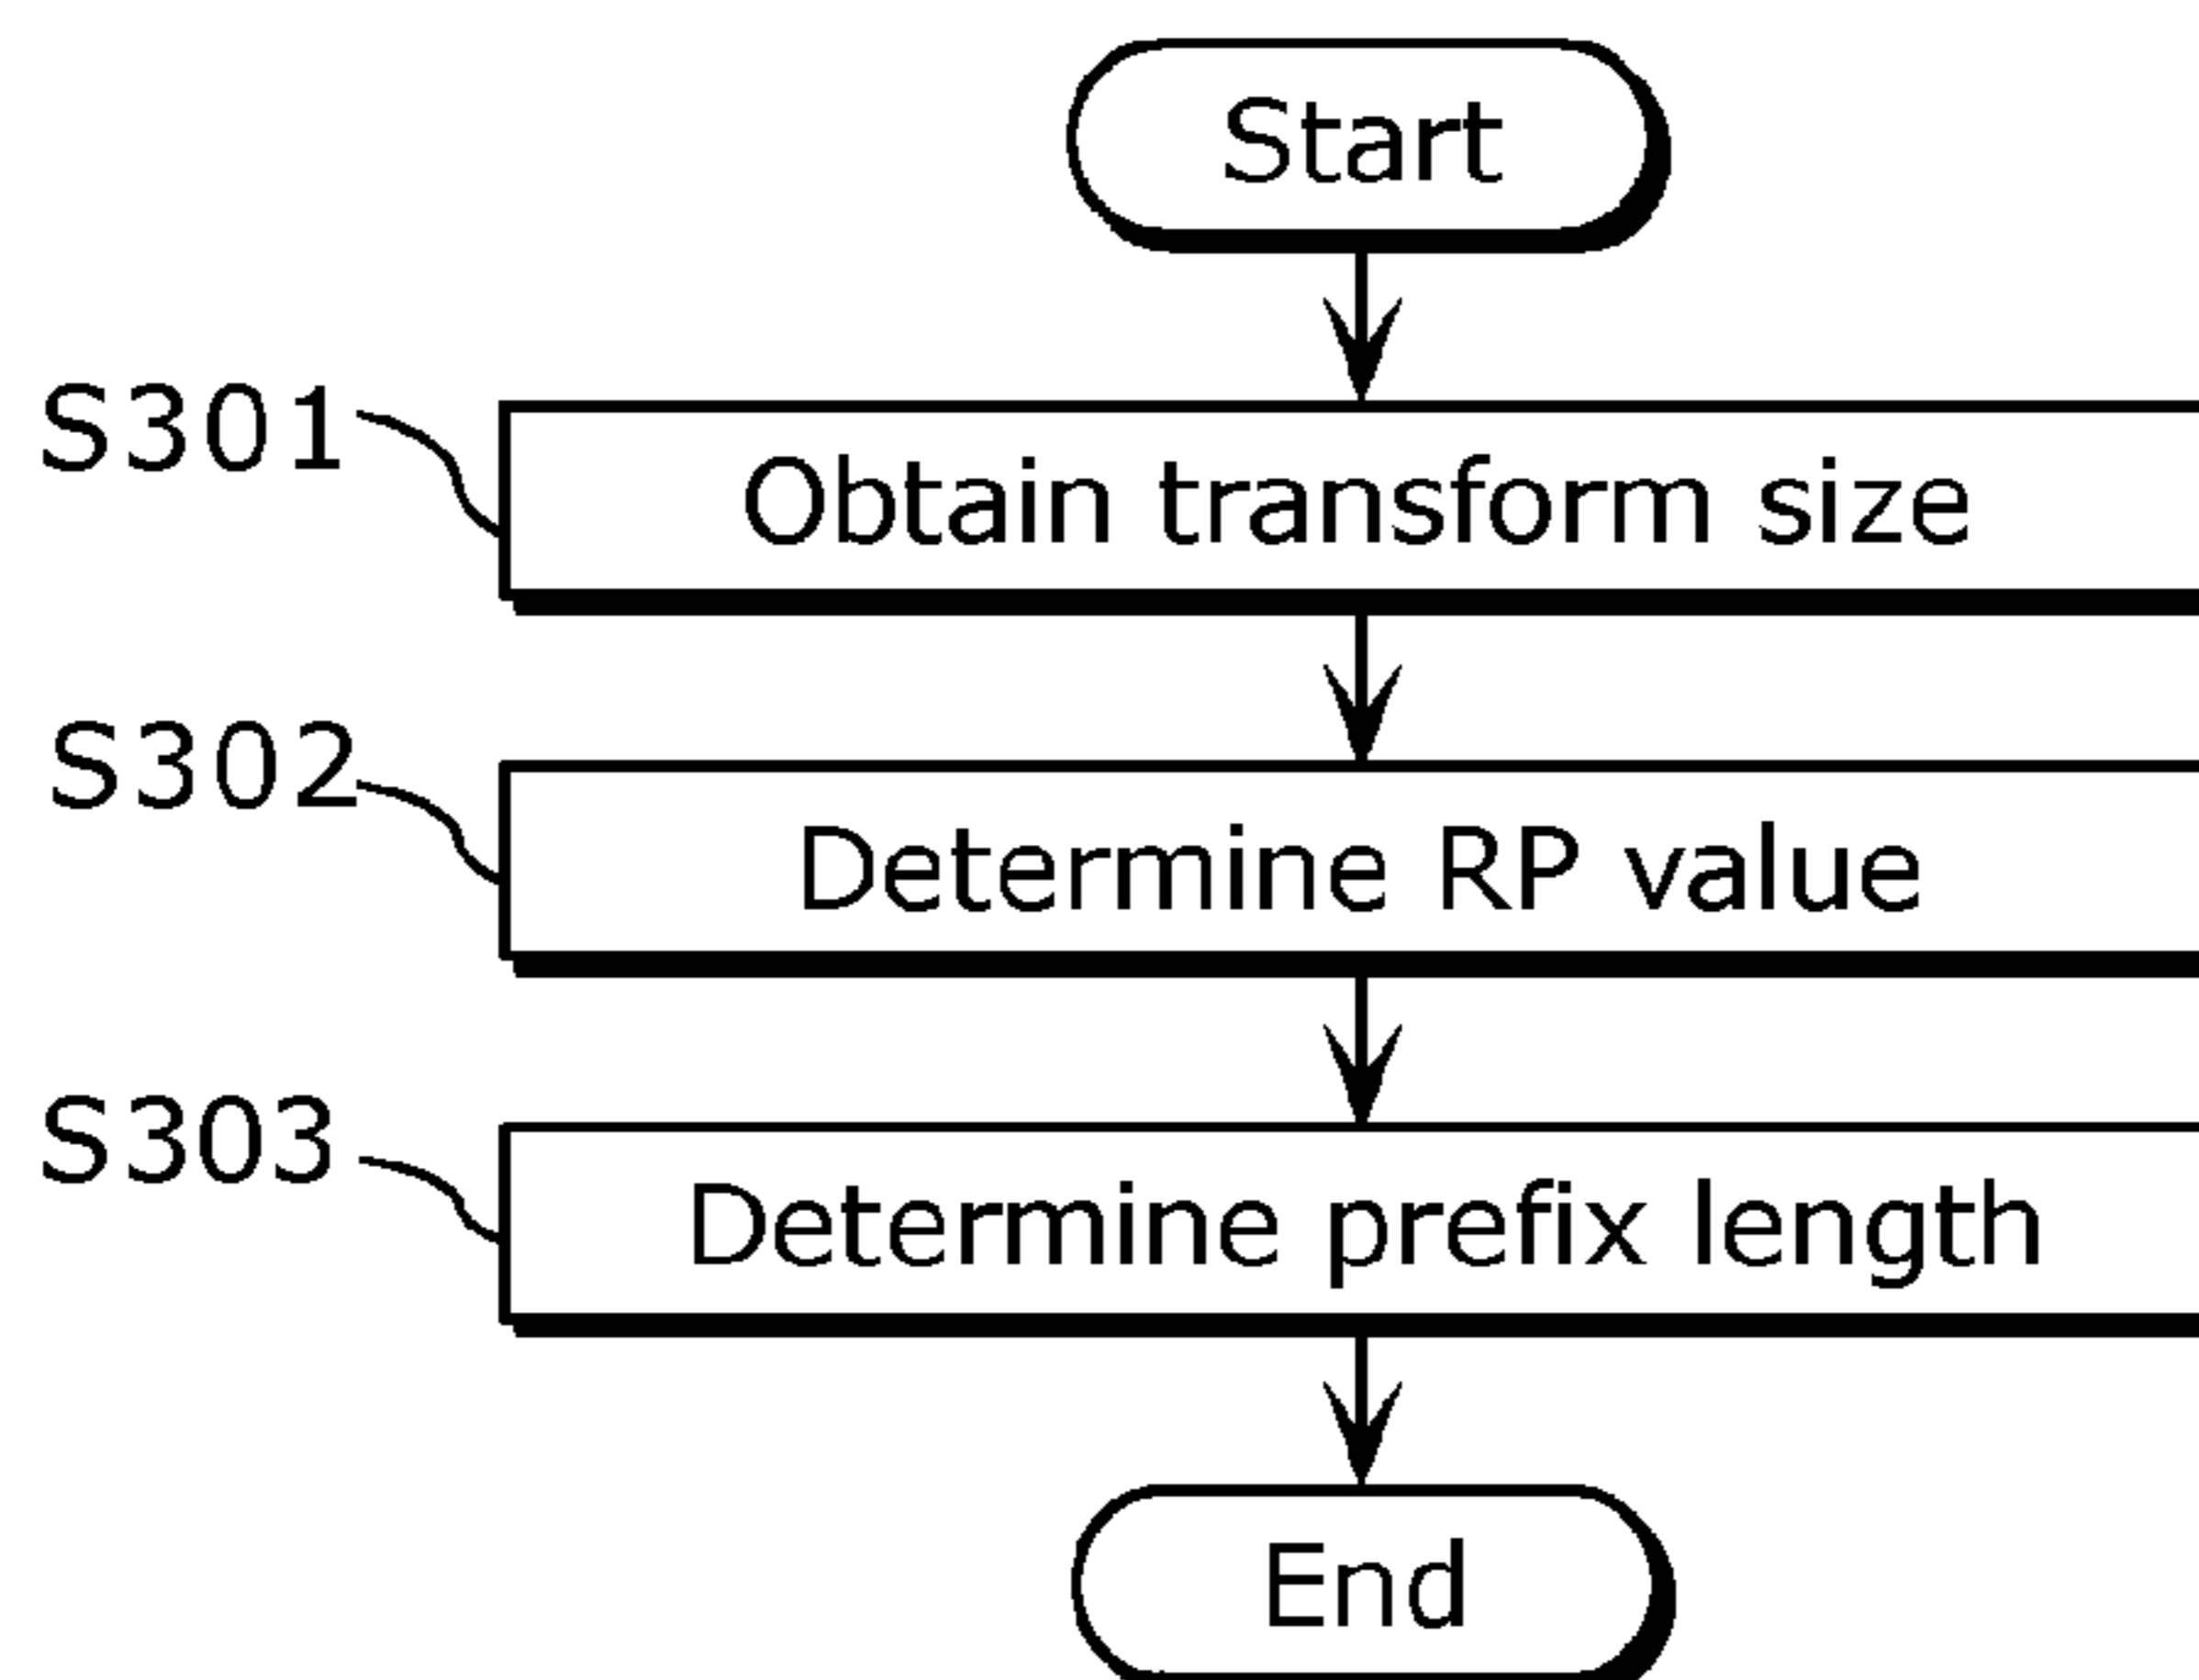 Start
S301
Obtain transform size
S302
Determine RP value
S303
Determine prefix length
End